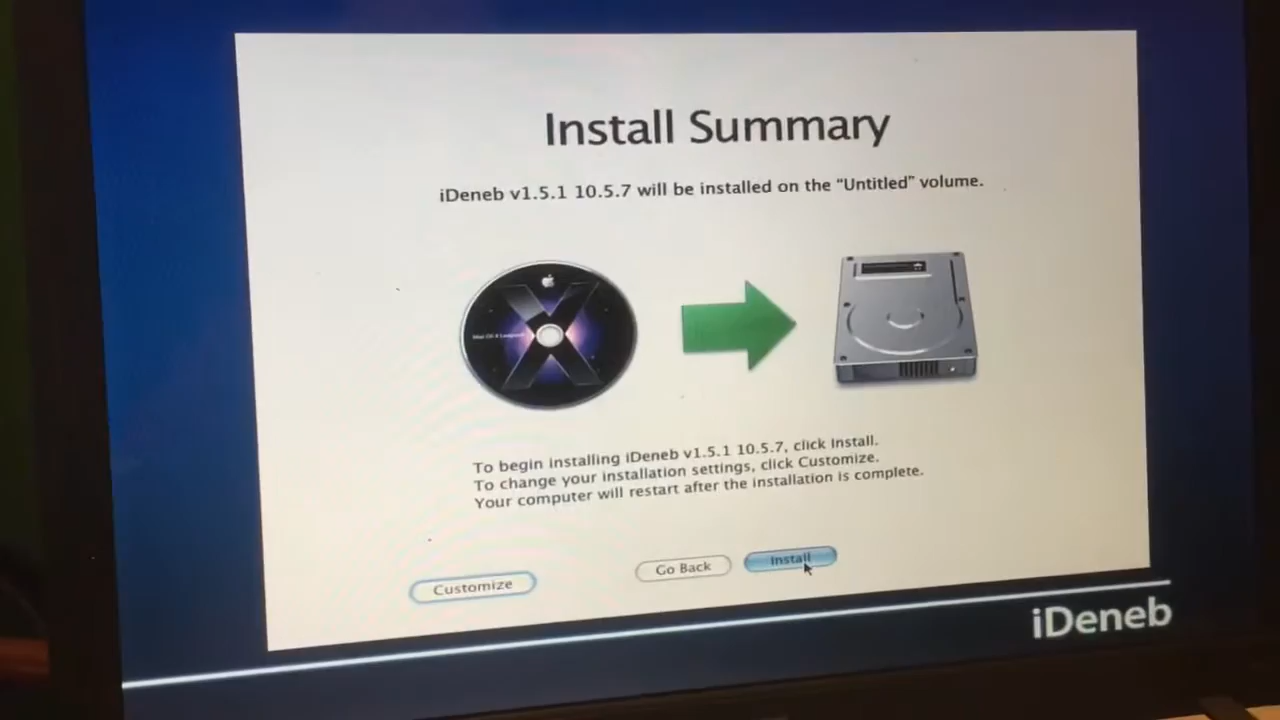 Install Summary
iDeneb v1.5.1 10.5.7 will be installed on the “Untitled” volume.
To begin installing iDeneb v1.5.1 10.5.7, click Install.
To change your installation settings, click Customize.
Your computer will restart after the installation is complete.
Customize
Go Back
Install
iDeneb